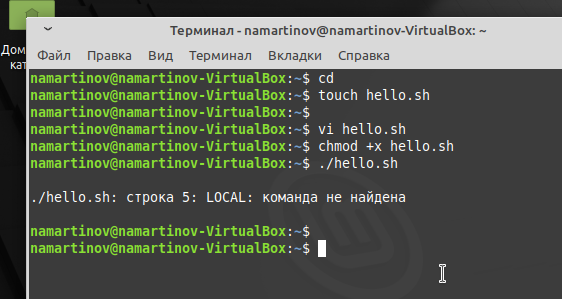 Дом
кат
Терминал - namartinov@namartinov-VirtualBox: ~
Файл Правка Вид Терминал Вкладки Справка
namartinov@namartinov-VirtualBox:~$ cd
namartinov@namartinov-VirtualBox:~$ touch hello.sh
namartinov@namartinov-VirtualBox:~$
namartinov@namartinov-VirtualBox:~$ vi hello.sh
namartinov@namartinov-VirtualBox:~$ chmod +x hello.sh
namartinov@namartinov-VirtualBox:~$ ./hello.sh
./hello.sh: строка 5: LOCAL: команда не найдена
namartinov@namartinov-VirtualBox:~$
namartinov@namartinov-VirtualBox:~$